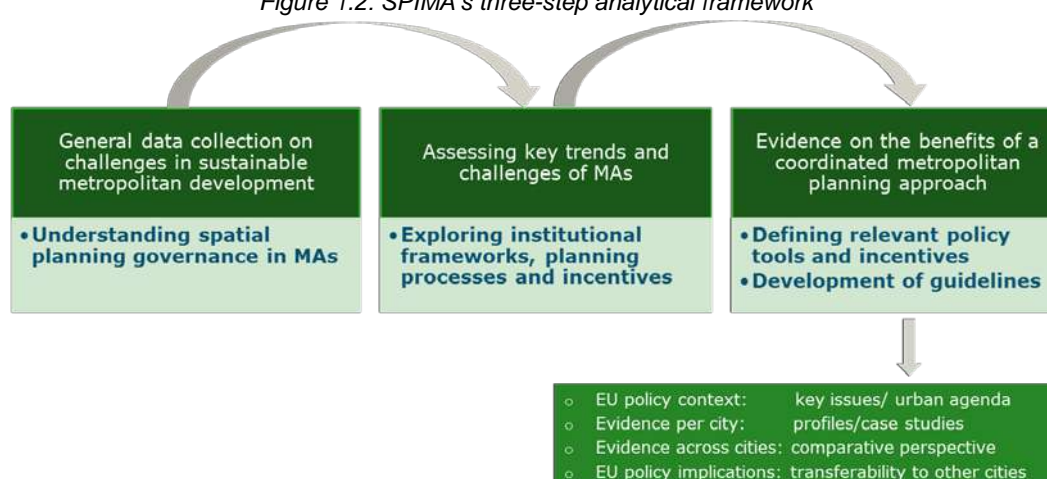 Figure 1.2: SPIMA's three-step analytical framework
General data collection on
challenges in sustainable
metropolitan development
•Understanding spatial
planning governance in MAs
Assessing key trends and
challenges of MAs
•Exploring institutional
frameworks, planning
processes and incentives
Evidence on the benefits of a
coordinated metropolitan
planning approach
•Defining relevant policy
tools and incentives
•Development of guidelines
○ EU policy context: key issues/ urban agenda
○ Evidence per city: profiles/case studies
○ Evidence across cities: comparative perspective
○ EU policy implications: transferability to other cities